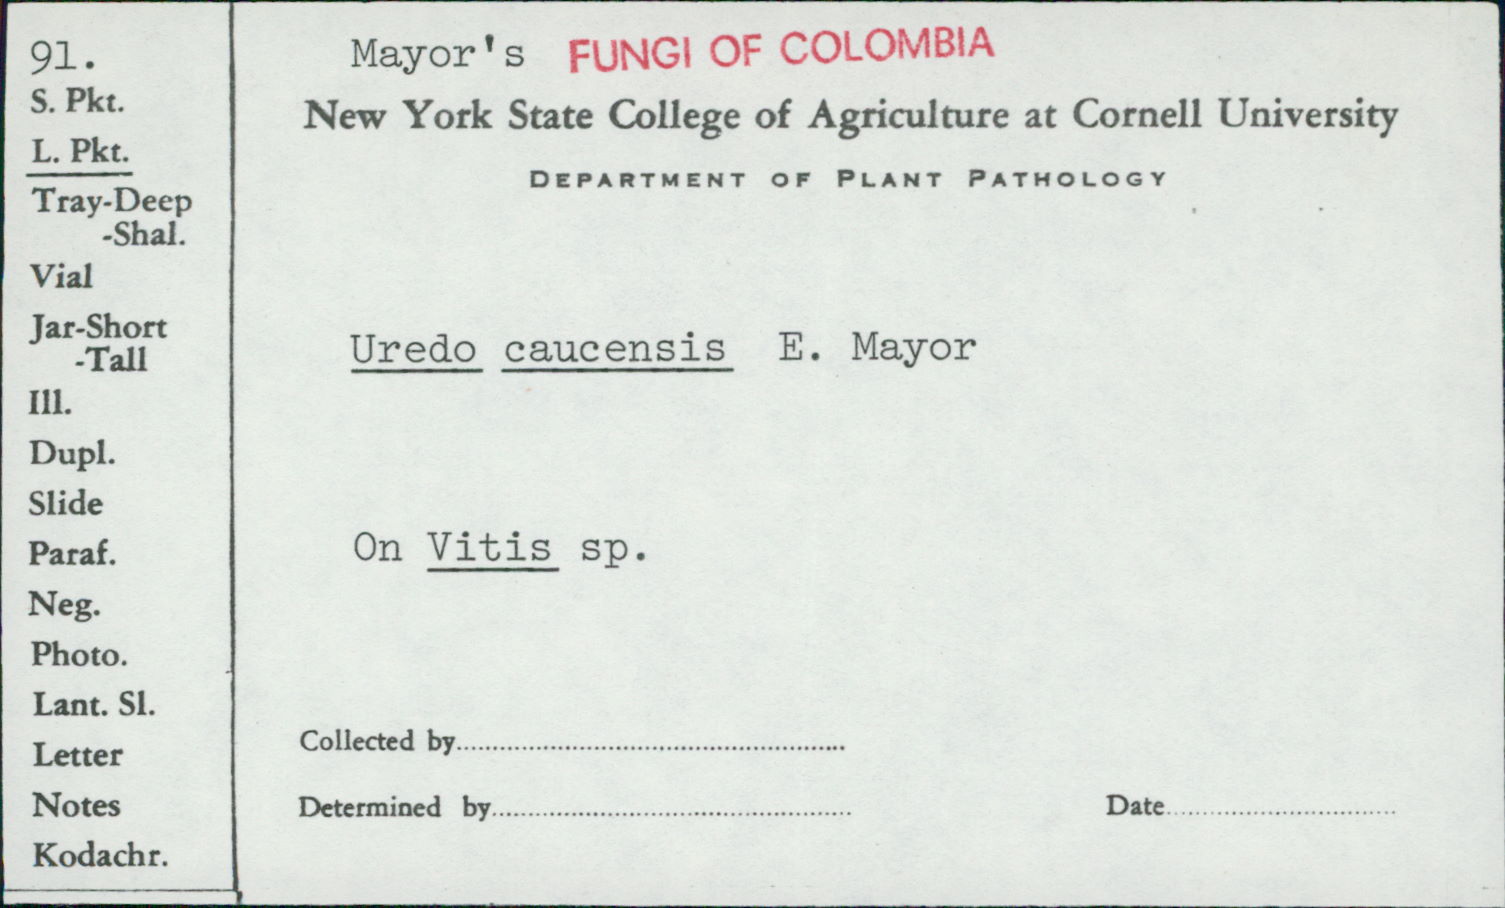 91.
S. Pkt.
L. Pkt.
Tray-Deep
-Shal.
Vial
Jar-Short
-Tall
Ill.
Dupl.
Slide
Paraf.
Neg.
Photo.
Lant. Sl.
Letter
Notes
Kodachr.
Mayor's FUNGI OF COLOMBIA
New York State College of Agriculture at Cornell University
DEPARTMENT OF PLANT PATHOLOGY
Uredo caucensis E. Mayor
On Vitis sp.
Collected by
Determined by
Date